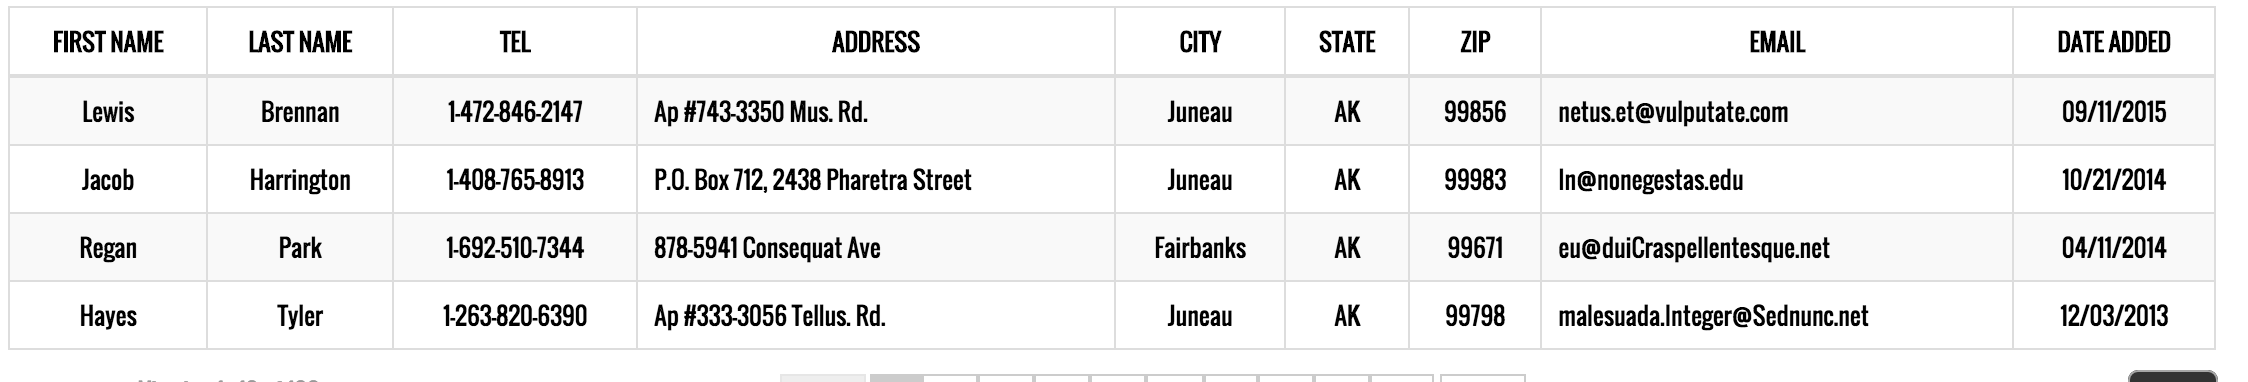 FIRST NAME LAST NAME TEL ADDRESS CITY STATE ZIP EMAIL DATE ADDED
Lewis Brennan 1-472-846-2147 Ap #743-3350 Mus. Rd. Juneau AK 99856 netus.et@vulputate.com 09/11/2015
Jacob Harrington 1-408-765-8913 P.O. Box 712, 2438 Pharetra Street Juneau AK 99983 In@nonegestas.edu 10/21/2014
Regan Park 1-692-510-7344 878-5941 Consequat Ave Fairbanks AK 99671 eu@duiCraspellentesque.net 04/11/2014
Hayes Tyler 1-263-820-6390 Ap #333-3056 Tellus. Rd. Juneau AK 99798 malesuada.Integer@Sednunc.net 12/03/2013